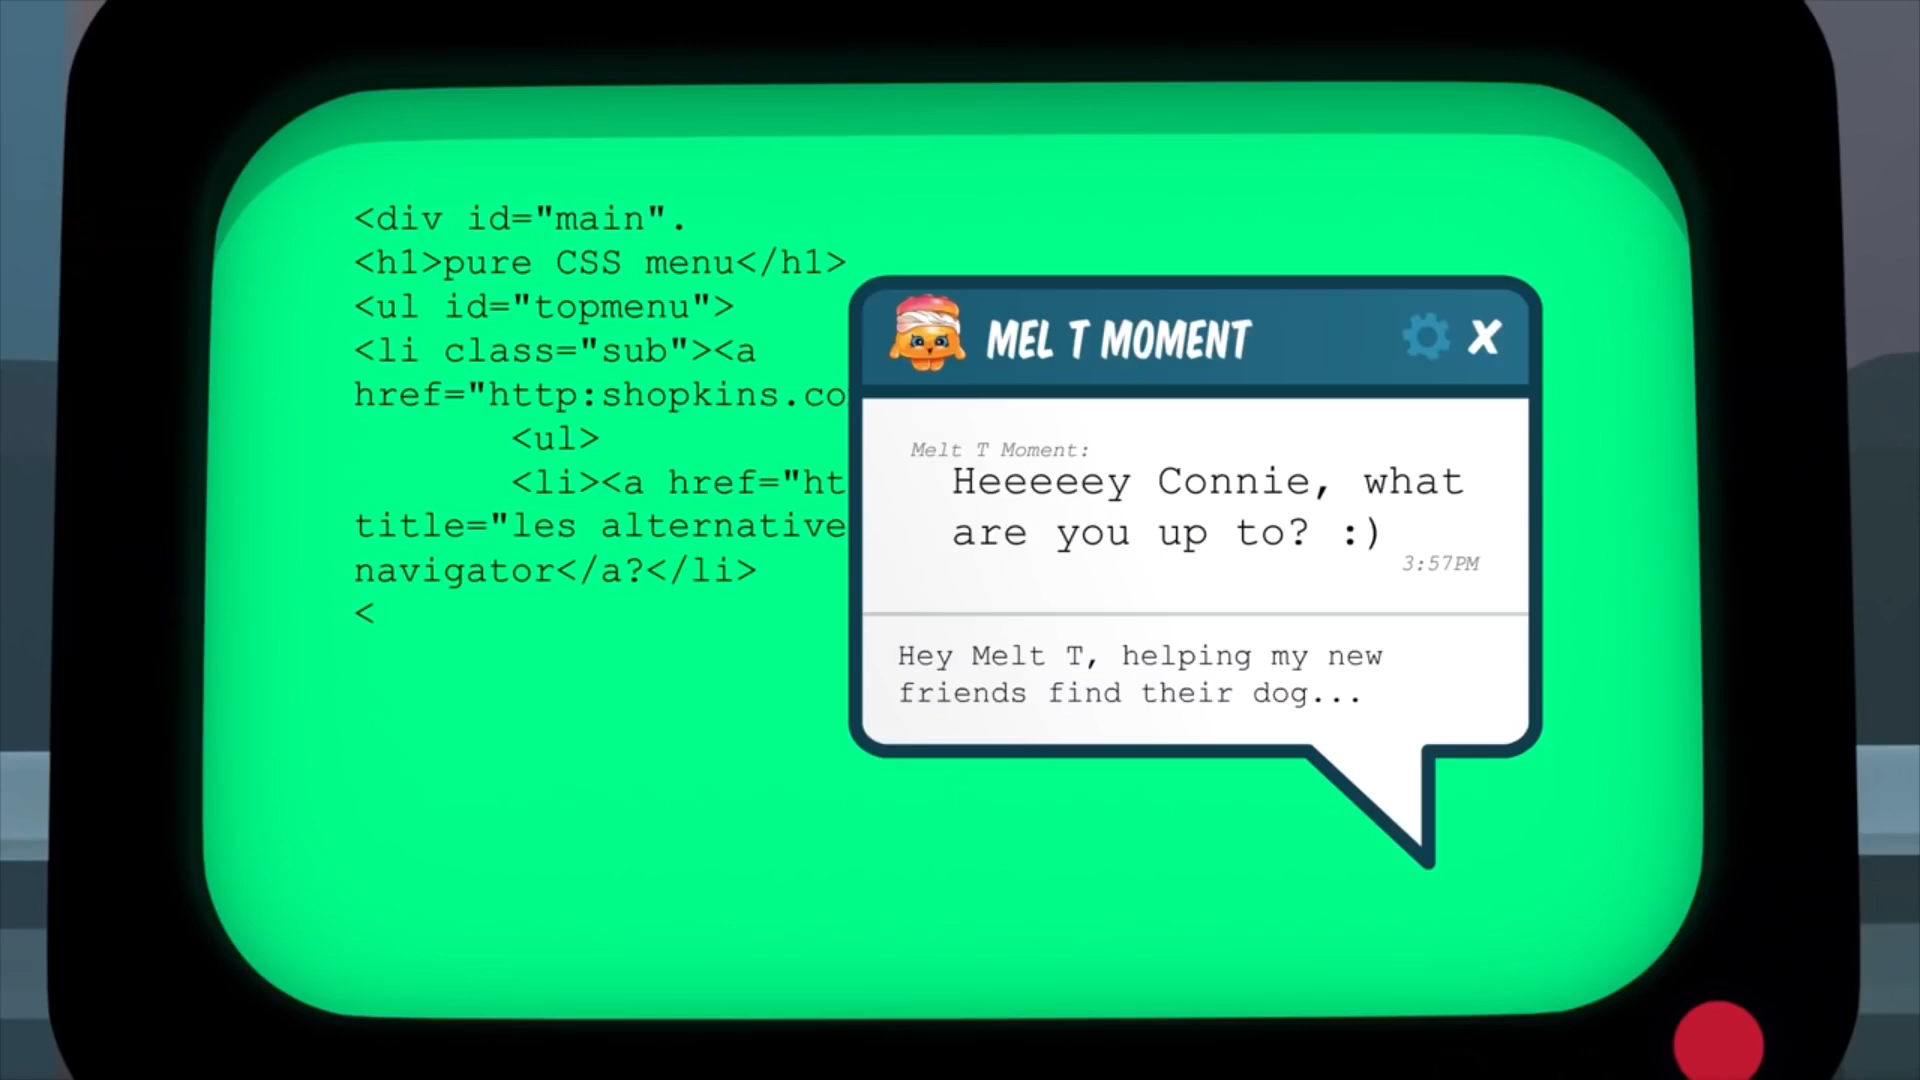 <div id="main".
<h1>pure CSS menu</h1>
<ul id="topmenu">
<li class="sub"><a
href="http:shopkins.co
<ul>
<li><a href="ht
title="les alternative
navigator</a?</li>
<
MEL T MOMENT
X
Melt T Moment:
Heeeeey Connie, what
are you up to? :)
3:57PM
Hey Melt T, helping my new
friends find their dog...